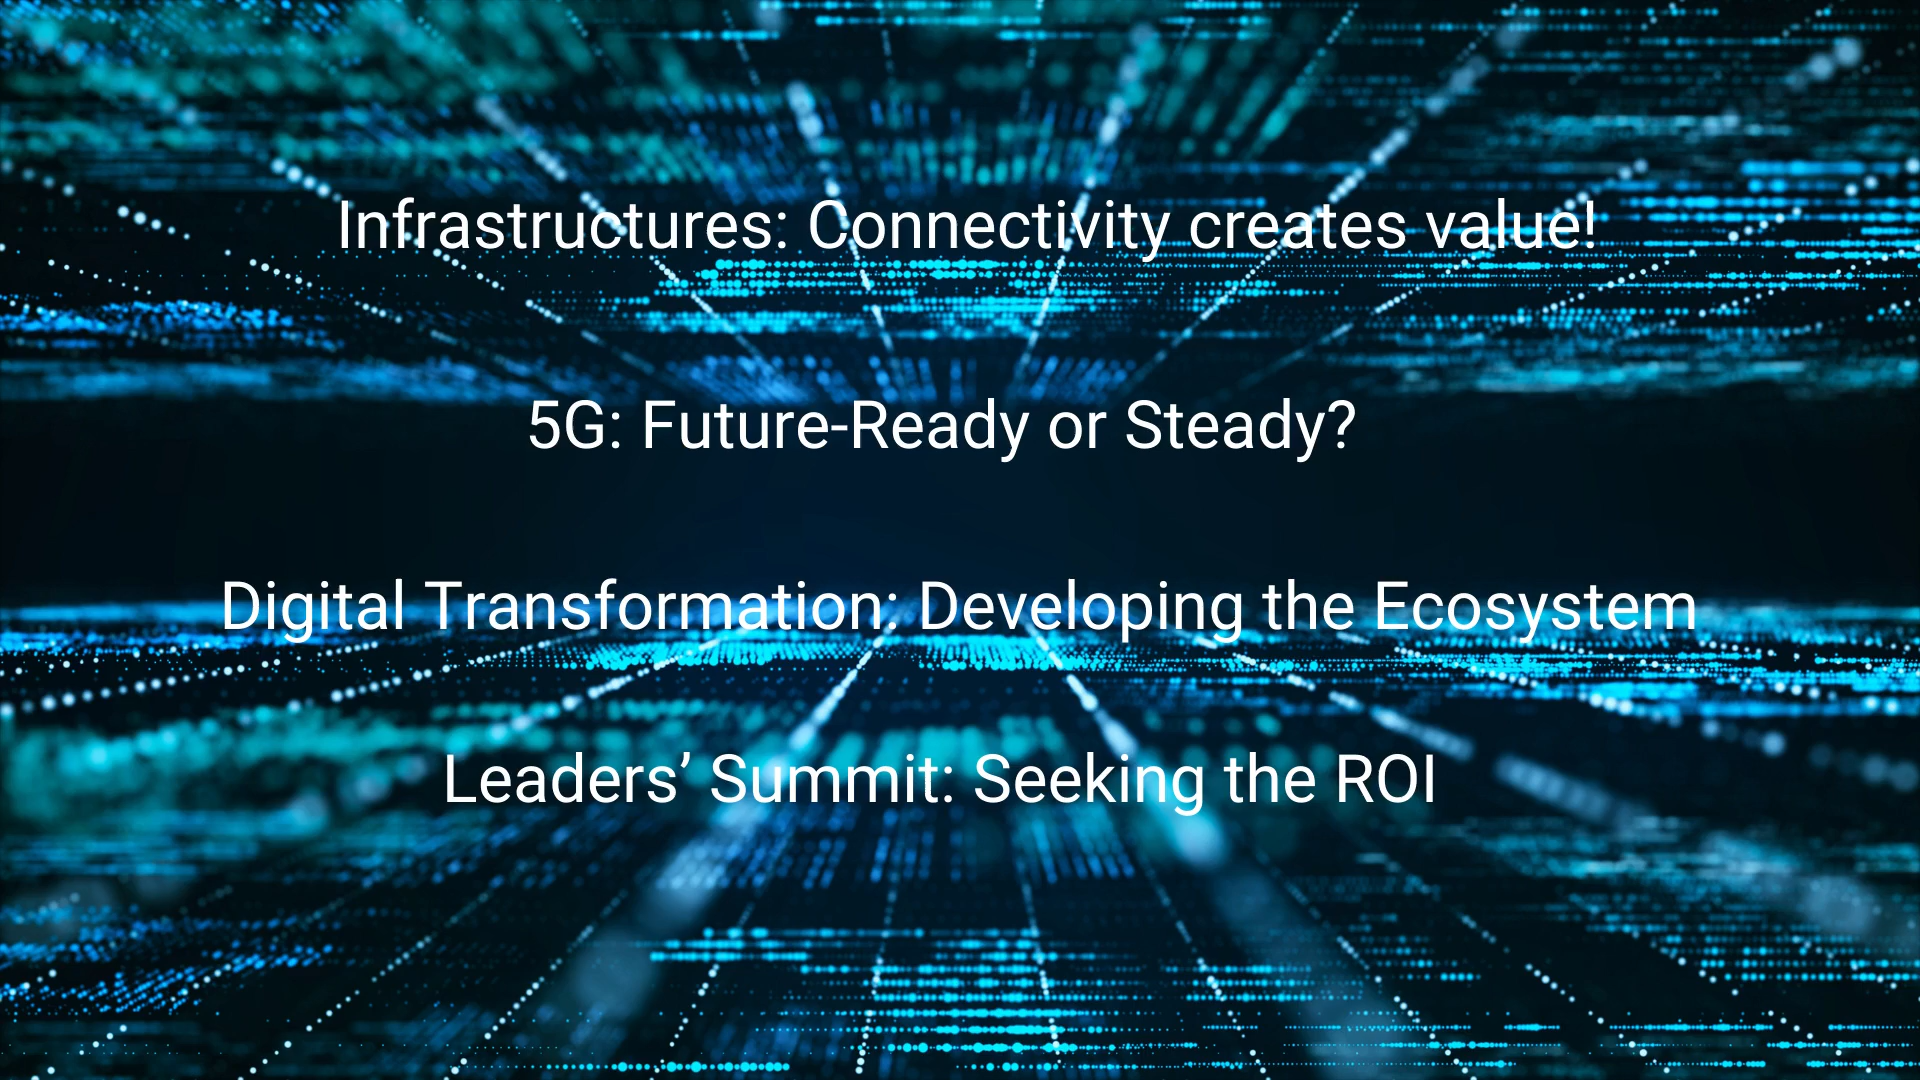 Infrastructures: Connectivity creates value!
5G: Future-Ready or Steady?
Digital Transformation: Developing the Ecosystem
Leaders’ Summit: Seeking the ROI